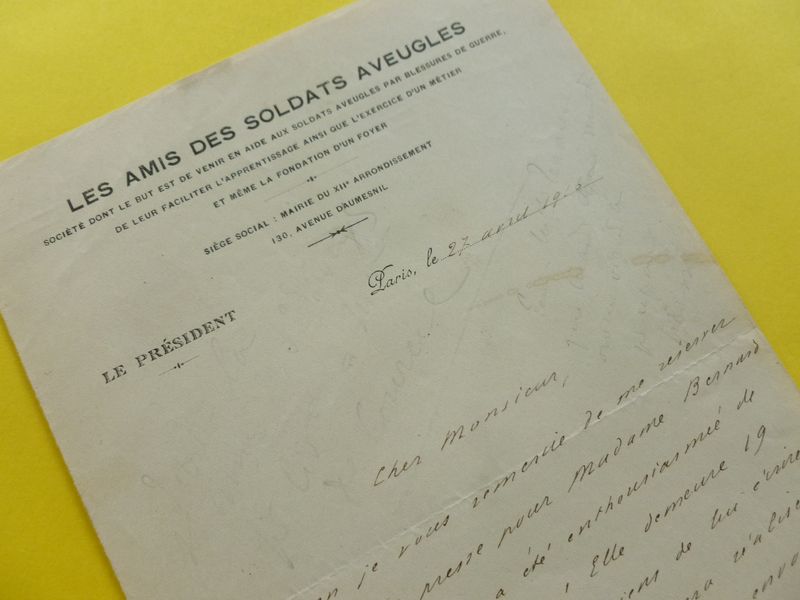 LES AMIS DES SOLDATS AVEUGLES
SOCIÉTÉ DONT LE BUT EST DE VENIR EN AIDE AUX SOLDATS AVEUGLES PAR BLESSURES DE GUERRE,
DE LEUR FACILITER L'APPRENTISSAGE AINSI QUE L'EXERCICE D'UN MÉTIER
ET MÊME LA FONDATION D'UN FOYER
SIÈGE SOCIAL : MAIRIE DU XIIe ARRONDISSEMENT
130, AVENUE DAUMESNIL
Paris, le 27 avril
LE PRÉSIDENT
Cher Monsieur,
je vous remercie de me réserver
presse pour Madame Bernard
a été enthousiasmé de
Elle demeure 19
de lui écrire